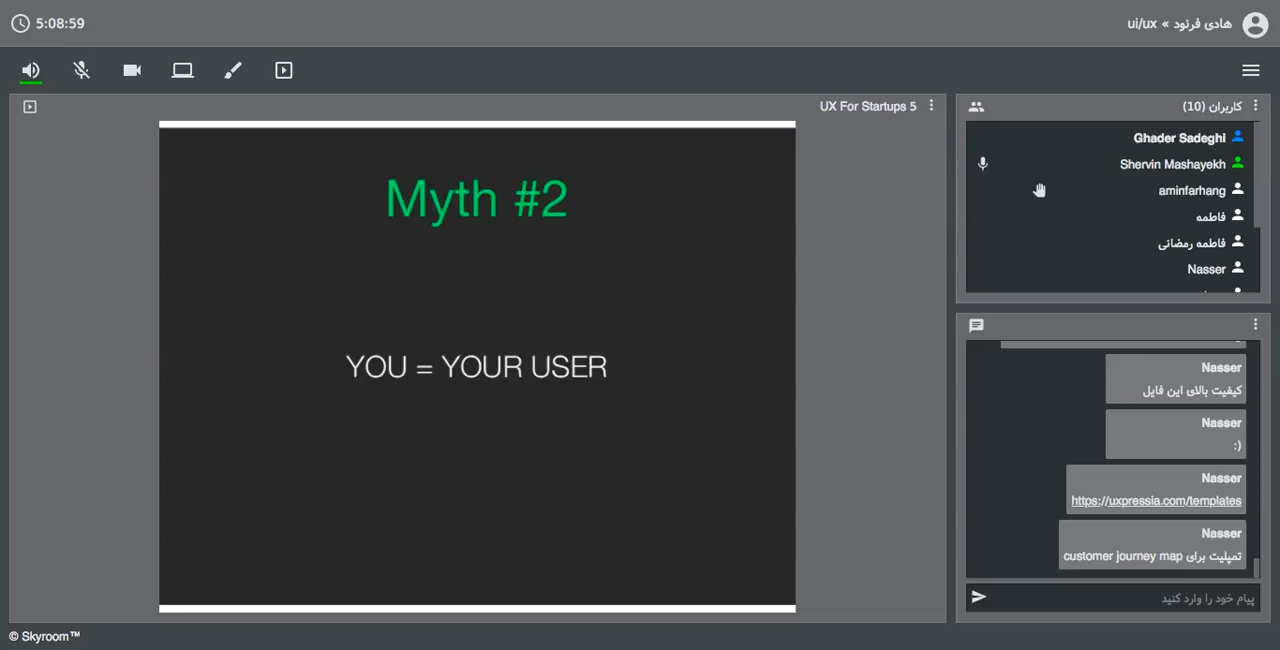 5:08:59
هادی فرنود » ui/ux
UX For Startups 5
Myth #2
YOU = YOUR USER
کاربران (10)
Ghader Sadeghi
Shervin Mashayekh
aminfarhang
فاطمه
فاطمه رمضانی
Nasser
Nasser
کیفیت بالای این فایل
Nasser
:)
Nasser
https://uxpressia.com/templates
Nasser
تمپلیت برای customer journey map
پیام خود را وارد کنید
© Skyroom™